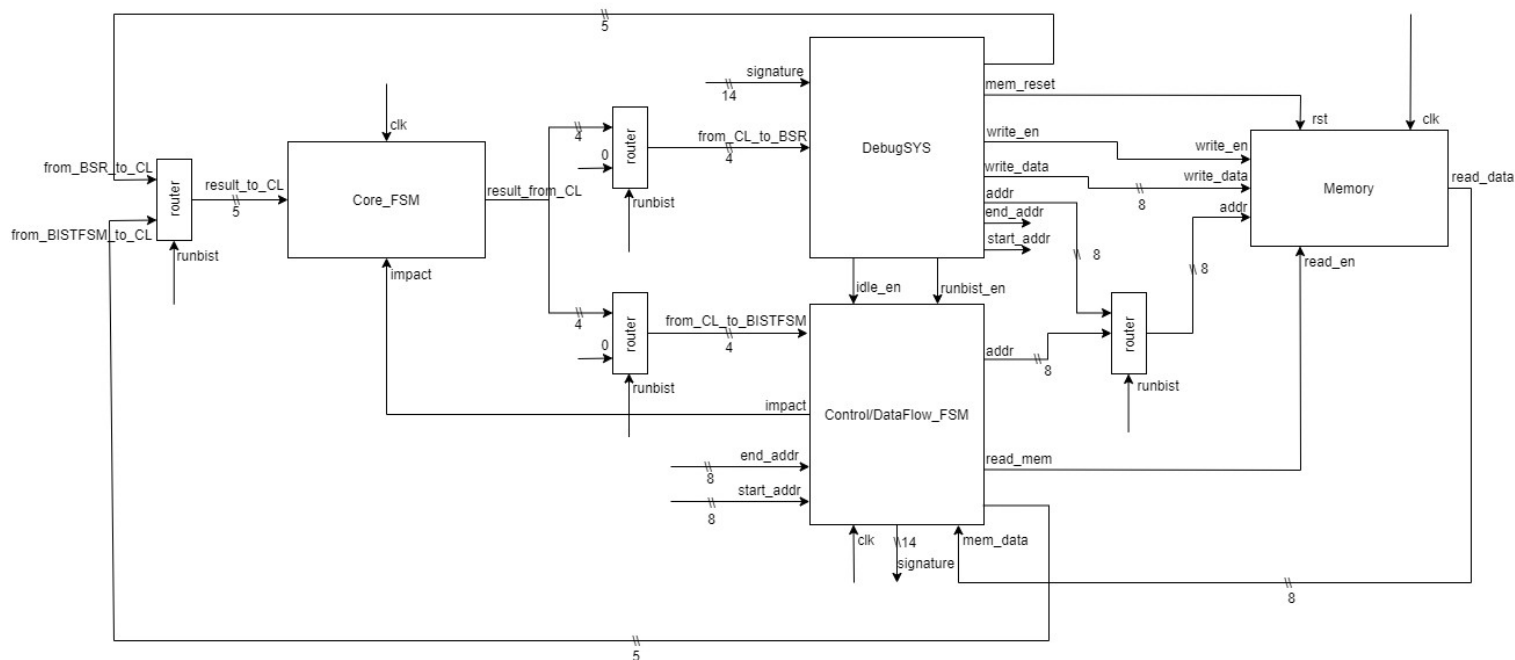 5
signature
14
mem_reset
clk
rst
clk
4
router
from_CL_to_BSR
4
0
runbist
DebugSYS
write_en
write_en
write_data
8
write_data
addr
addr
end_addr
start_addr
8
8
Memory
read_data
read_en
from_BSR_to_CL
router
result_to_CL
5
from_BISTFSM_to_CL
runbist
Core_FSM
result_from_CL
impact
idle_en
runbist_en
4
router
from_CL_to_BISTFSM
4
0
runbist
addr
8
router
runbist
impact
Control/DataFlow_FSM
end_addr
8
start_addr
8
read_mem
clk
14
signature
mem_data
8
5